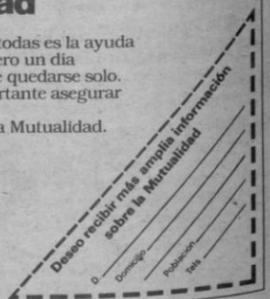 ad
todas es la ayuda
ero un día
e quedarse solo.
rtante asegurar
a Mutualidad.
Deseo recibir más amplia información
sobre la Mutualidad
D.
Domicilio
Población
Tels